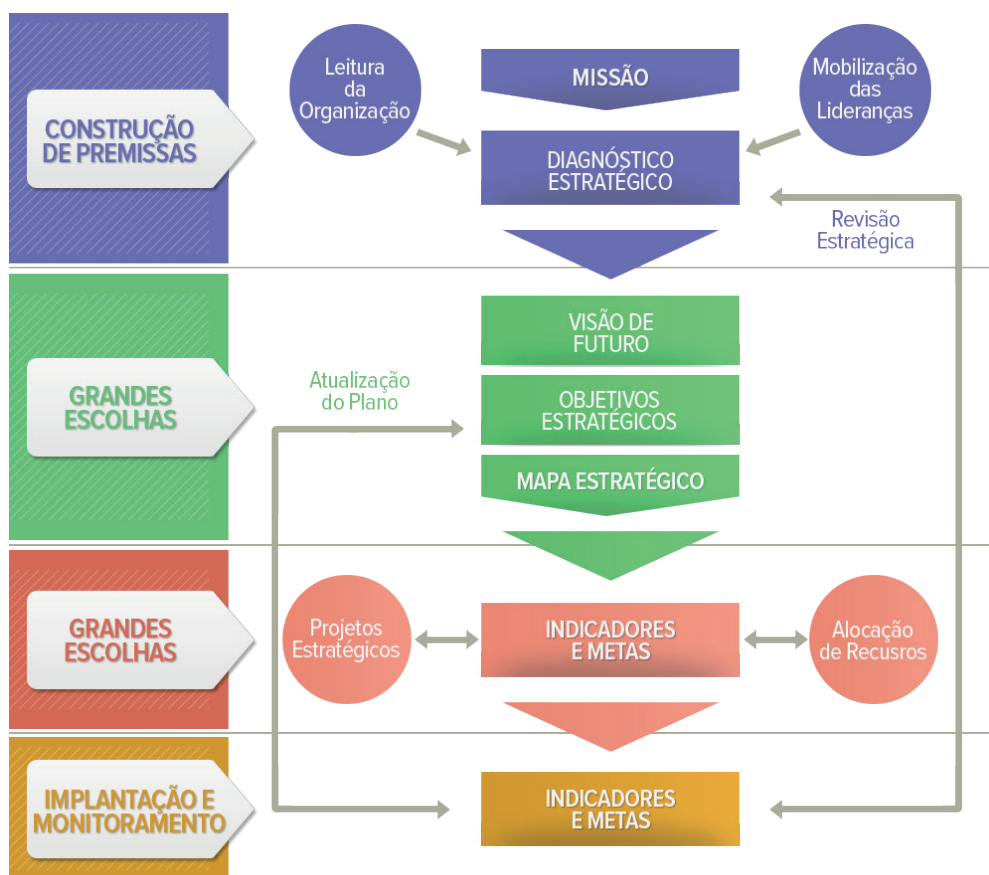 CONSTRUÇÃO
DE PREMISSAS
Leitura
da
Organização
MISSÃO
Mobilização
das
Lideranças
DIAGNÓSTICO
ESTRATÉGICO
Revisão
Estratégica
GRANDES
ESCOLHAS
Atualização
do Plano
VISÃO DE
FUTURO
OBJETIVOS
ESTRATÉGICOS
MAPA ESTRATÉGICO
GRANDES
ESCOLHAS
Projetos
Estratégicos
INDICADORES
E METAS
Alocação
de Recusros
IMPLANTAÇÃO E
MONITORAMENTO
INDICADORES
E METAS